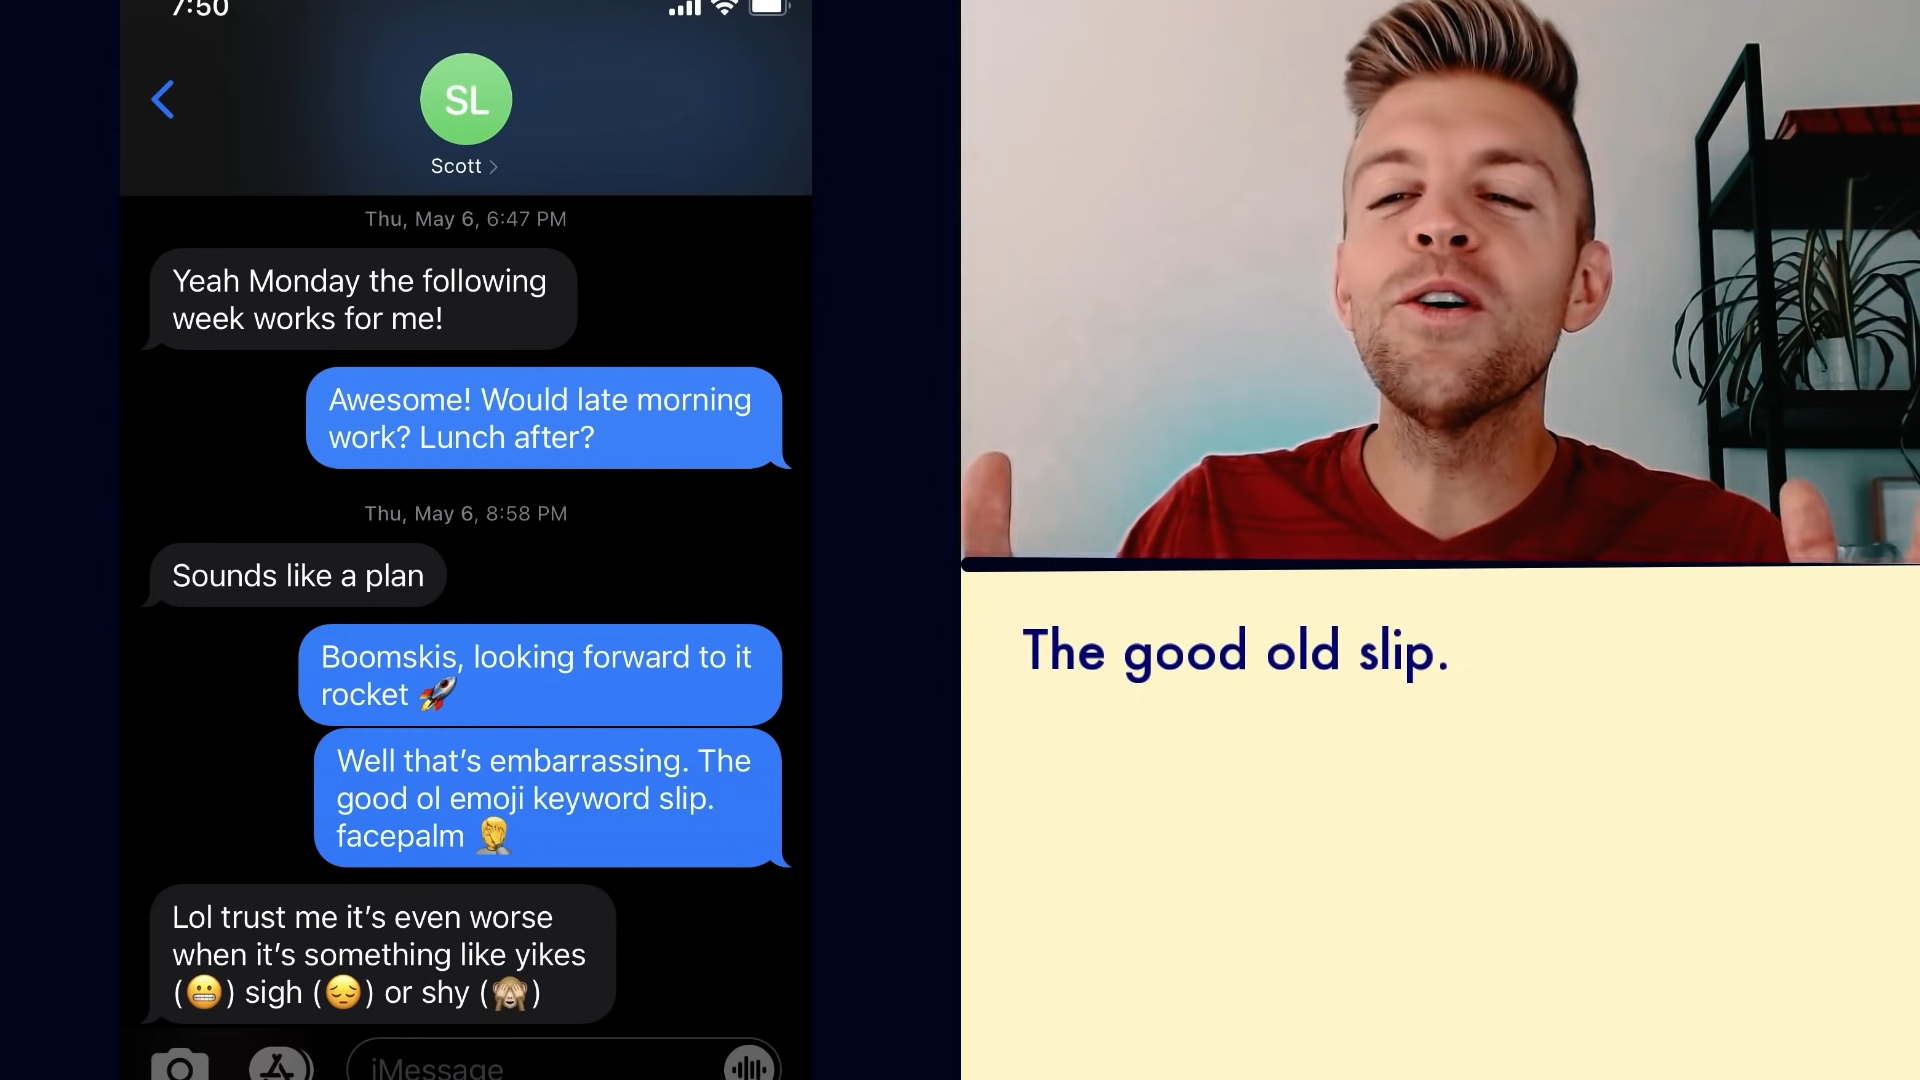 7:50
SL
Scott
Thu, May 6, 6:47 PM
Yeah Monday the following
week works for me!
Awesome! Would late morning
work? Lunch after?
Thu, May 6, 8:58 PM
Sounds like a plan
Boomskis, looking forward to it
rocket 🚀
Well that’s embarrassing. The
good ol emoji keyword slip.
facepalm 🤦
Lol trust me it’s even worse
when it’s something like yikes
(😬) sigh (😔) or shy (🙈)
iMessage
The good old slip.